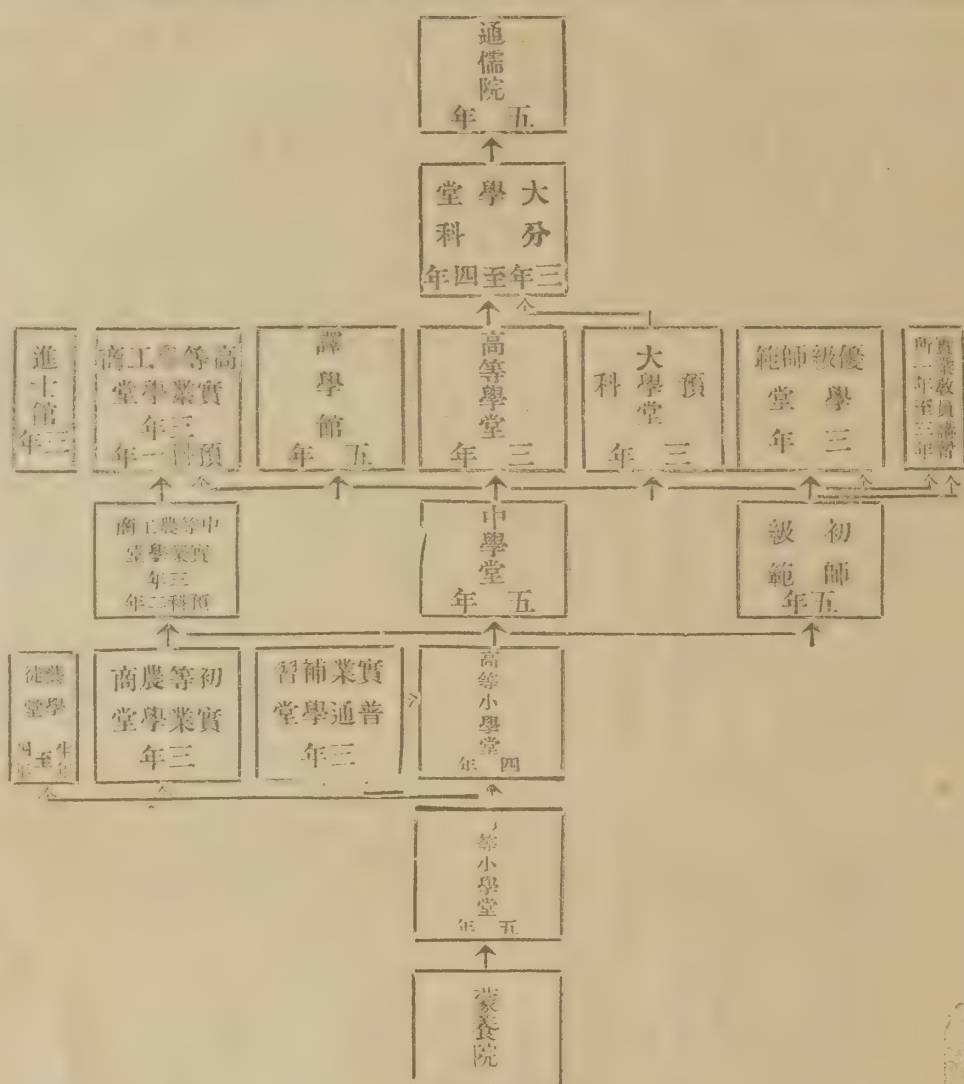 通儒院
五年
大學堂
分科
三年至四年
進士館
三年
高等
工商
實業學堂
三年
預科一年
譯學館
五年
高等學堂
三年
大學堂
預科
三年
優級師範
學堂
三年
實業教員講習
所一年至三年
中等農工商
實業學堂
三年
預科二年
中學堂
五年
初級
師範
五年
徒
學堂
至
初等農商
實業學堂
三年
實業補習
普通學堂
三年
高等小學堂
四年
等小學堂
五年
蒙養院